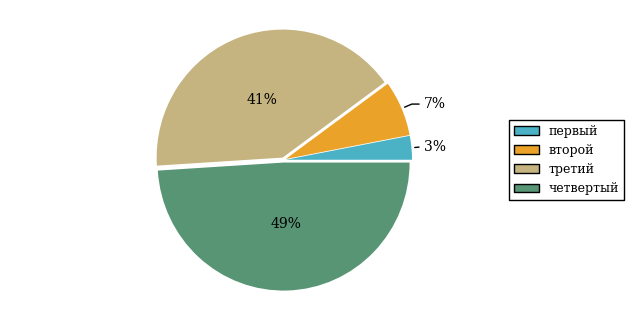 41%
7%
3%
49%
первый
второй
третий
четвертый